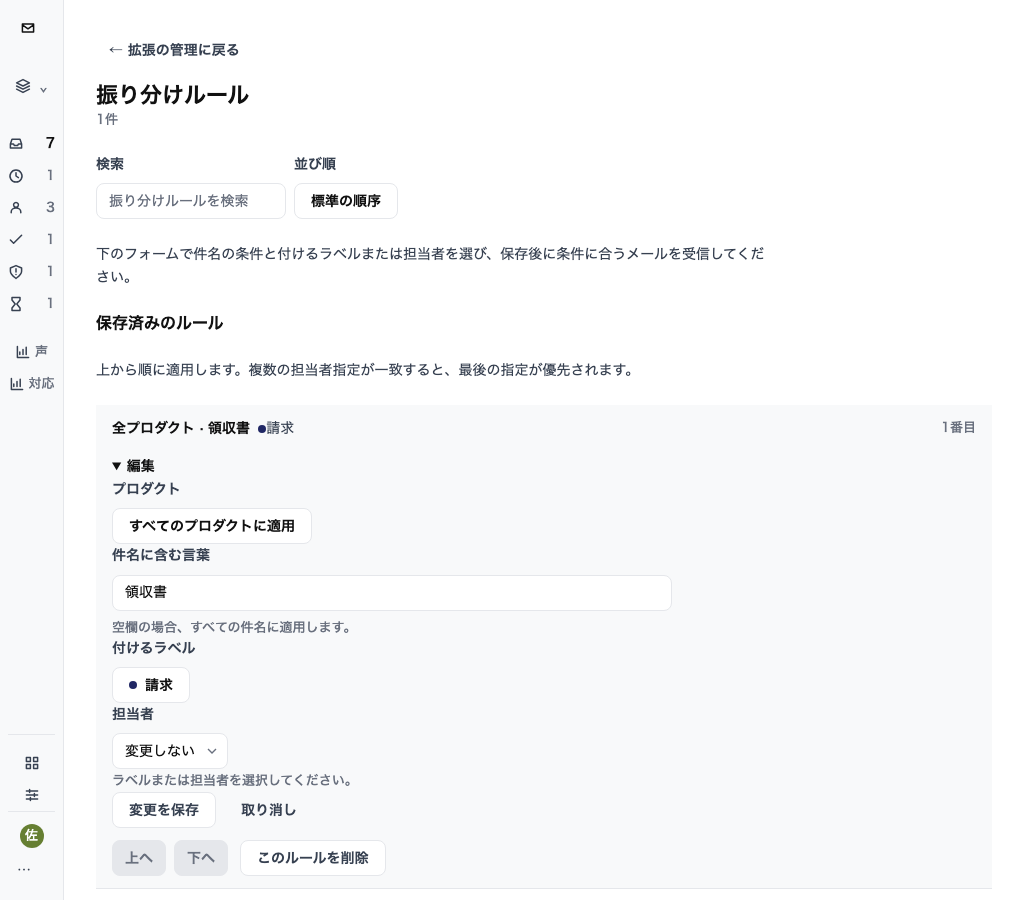 ← 拡張の管理に戻る
振り分けルール
1件
検索
並び順
振り分けルールを検索
標準の順序
下のフォームで件名の条件と付けるラベルまたは担当者を選び、保存後に条件に合うメールを受信してくだ
さい。
保存済みのルール
上から順に適用します。複数の担当者指定が一致すると、最後の指定が優先されます。
全プロダクト · 領収書 ●請求
1番目
▼ 編集
プロダクト
すべてのプロダクトに適用
件名に含む言葉
領収書
空欄の場合、すべての件名に適用します。
付けるラベル
● 請求
担当者
変更しない
ラベルまたは担当者を選択してください。
変更を保存
取り消し
上へ
下へ
このルールを削除
7
1
3
1
1
1
声
対応
佐
…